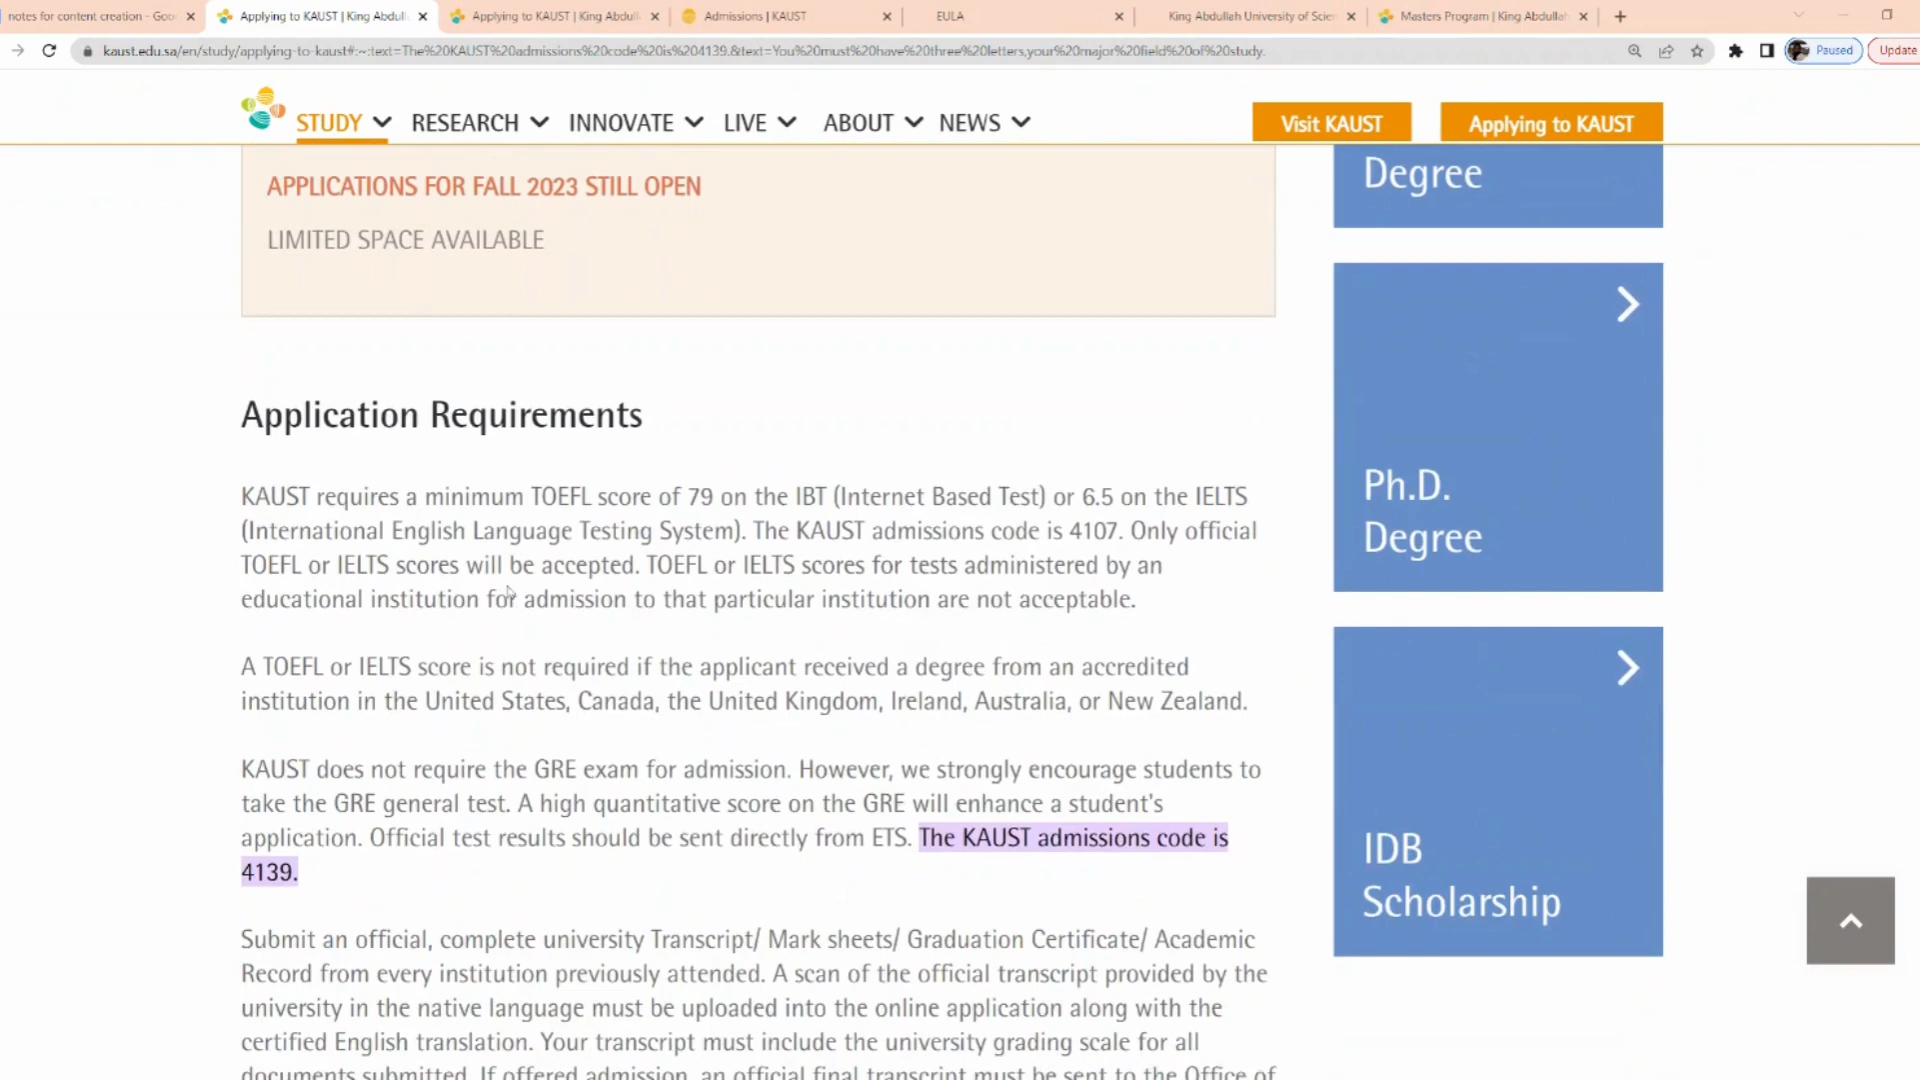 notes for content creation - Goo
Applying to KAUST | King Abdull
Applying to KAUST | King Abdull
Admissions | KAUST
EULA
King Abdullah University of Scien
Masters Program | King Abdullah
kaust.edu.sa/en/study/applying-to-kaust#:~:text=The%20KAUST%20admissions%20code%20is%204139.&text=You%20must%20have%20three%20letters,your%20major%20field%20of%20study.
Paused
Update
STUDY RESEARCH INNOVATE LIVE ABOUT NEWS
Visit KAUST
Applying to KAUST
APPLICATIONS FOR FALL 2023 STILL OPEN
LIMITED SPACE AVAILABLE
Application Requirements
KAUST requires a minimum TOEFL score of 79 on the IBT (Internet Based Test) or 6.5 on the IELTS
(International English Language Testing System). The KAUST admissions code is 4107. Only official
TOEFL or IELTS scores will be accepted. TOEFL or IELTS scores for tests administered by an
educational institution for admission to that particular institution are not acceptable.
A TOEFL or IELTS score is not required if the applicant received a degree from an accredited
institution in the United States, Canada, the United Kingdom, Ireland, Australia, or New Zealand.
KAUST does not require the GRE exam for admission. However, we strongly encourage students to
take the GRE general test. A high quantitative score on the GRE will enhance a student's
application. Official test results should be sent directly from ETS. The KAUST admissions code is
4139.
Submit an official, complete university Transcript/ Mark sheets/ Graduation Certificate/ Academic
Record from every institution previously attended. A scan of the official transcript provided by the
university in the native language must be uploaded into the online application along with the
certified English translation. Your transcript must include the university grading scale for all
documents submitted. If offered admission, an official final transcript must be sent to the Office of
Degree
Ph.D.
Degree
IDB
Scholarship